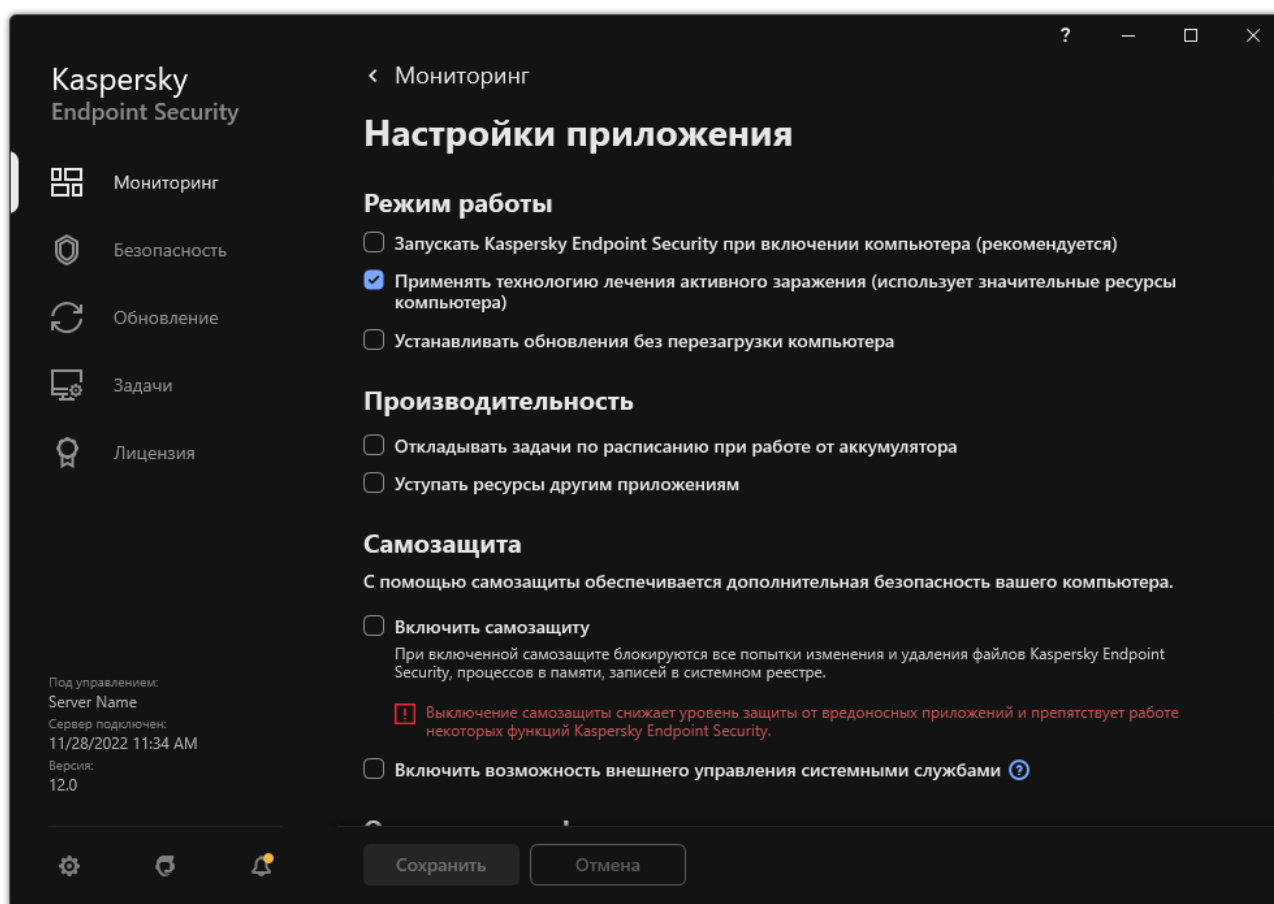 ?
Kaspersky
Endpoint Security
Мониторинг
Безопасность
Обновление
Задачи
Лицензия
Под управлением:
Server Name
Сервер подключен:
11/28/2022 11:34 AM
Версия:
12.0
Мониторинг
Настройки приложения
Режим работы
Запускать Kaspersky Endpoint Security при включении компьютера (рекомендуется)
Применять технологию лечения активного заражения (использует значительные ресурсы
компьютера)
Устанавливать обновления без перезагрузки компьютера
Производительность
Откладывать задачи по расписанию при работе от аккумулятора
Уступать ресурсы другим приложениям
Самозащита
С помощью самозащиты обеспечивается дополнительная безопасность вашего компьютера.
Включить самозащиту
При включенной самозащите блокируются все попытки изменения и удаления файлов Kaspersky Endpoint
Security, процессов в памяти, записей в системном реестре.
Выключение самозащиты снижает уровень защиты от вредоносных приложений и препятствует работе
некоторых функций Kaspersky Endpoint Security.
Включить возможность внешнего управления системными службами
Сохранить
Отмена